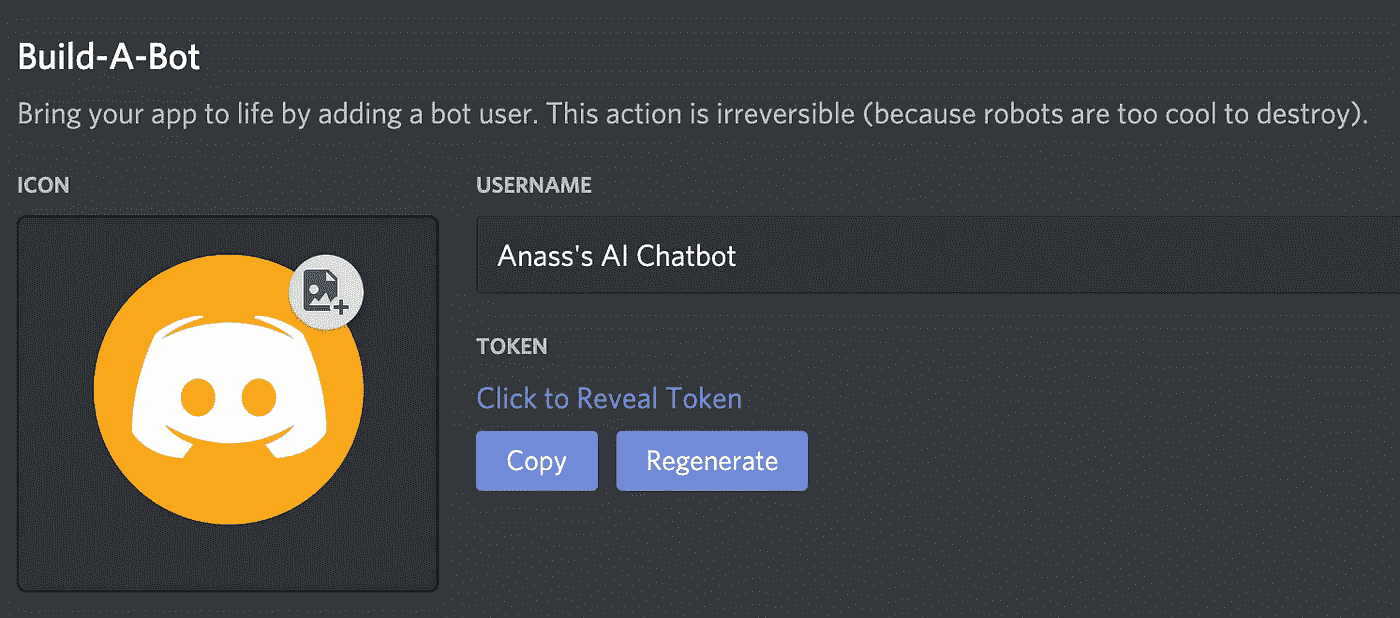 Build-A-Bot
Bring your app to life by adding a bot user. This action is irreversible (because robots are too cool to destroy).
ICON
USERNAME
Anass's AI Chatbot
TOKEN
Click to Reveal Token
Copy
Regenerate